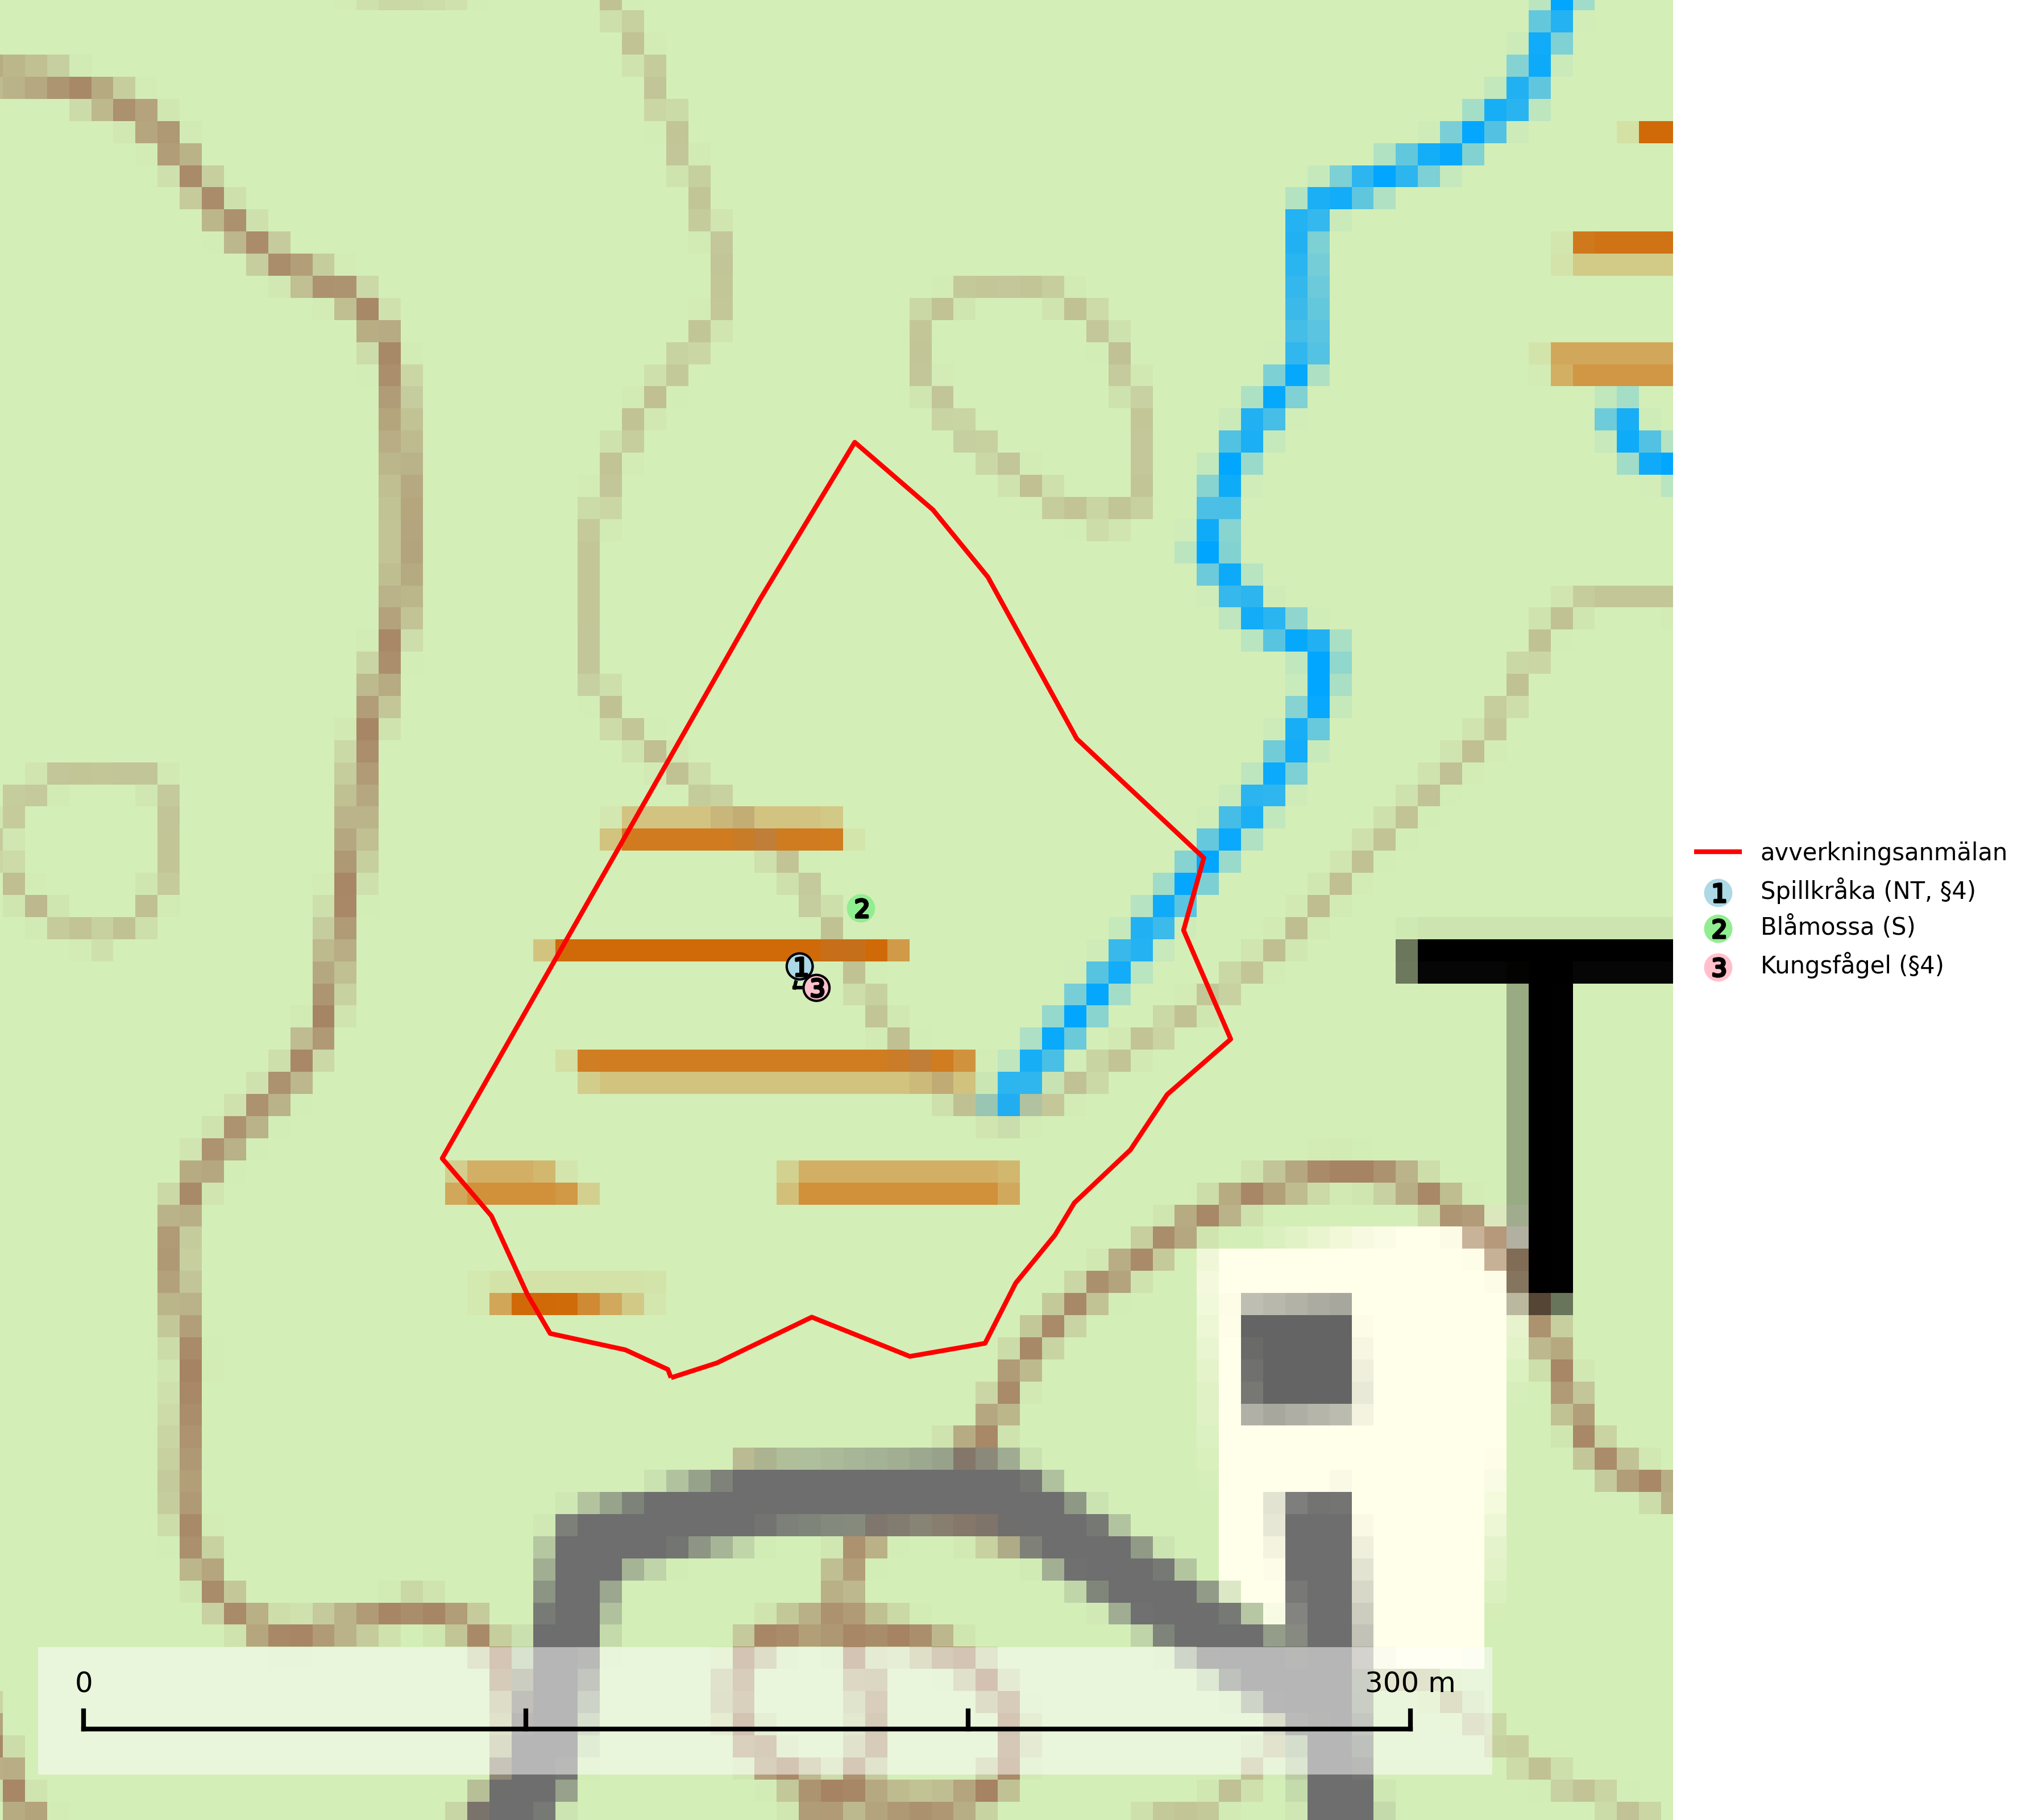 2
1
3
avverkningsanmälan
1 Spillkråka (NT, §4)
2 Blåmossa (S)
3 Kungsfågel (§4)
0 300 m